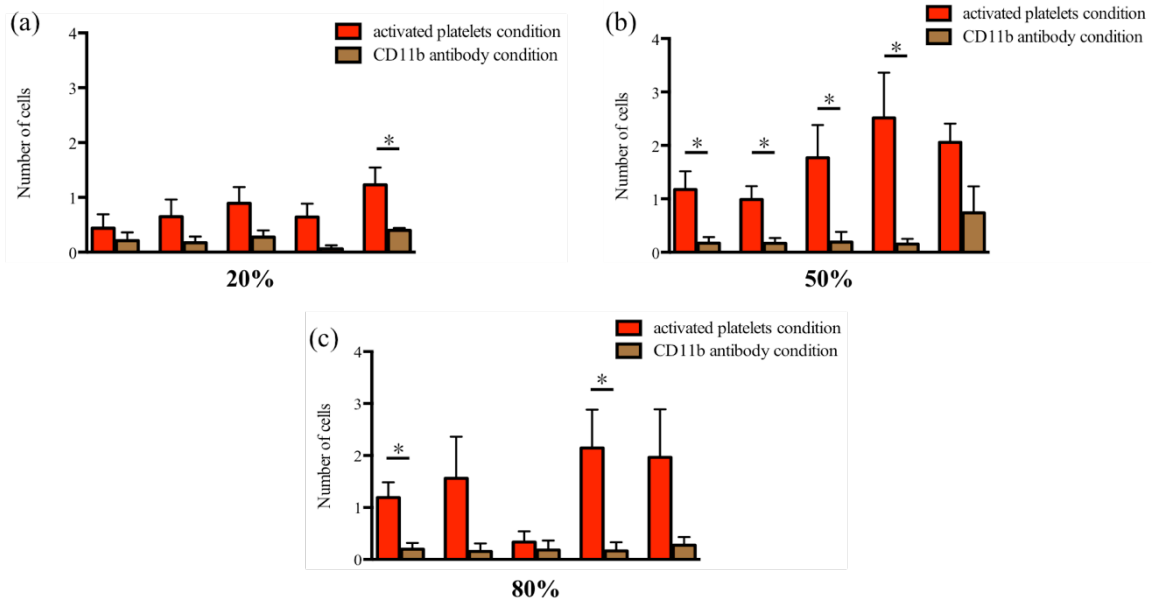 (a)
activated platelets condition
CD11b antibody condition
Number of cells
4
3
2
1
0
*
20%
(b)
activated platelets condition
CD11b antibody condition
Number of cells
4
3
2
1
0
*
*
*
*
50%
(c)
activated platelets condition
CD11b antibody condition
Number of cells
4
3
2
1
0
*
*
80%